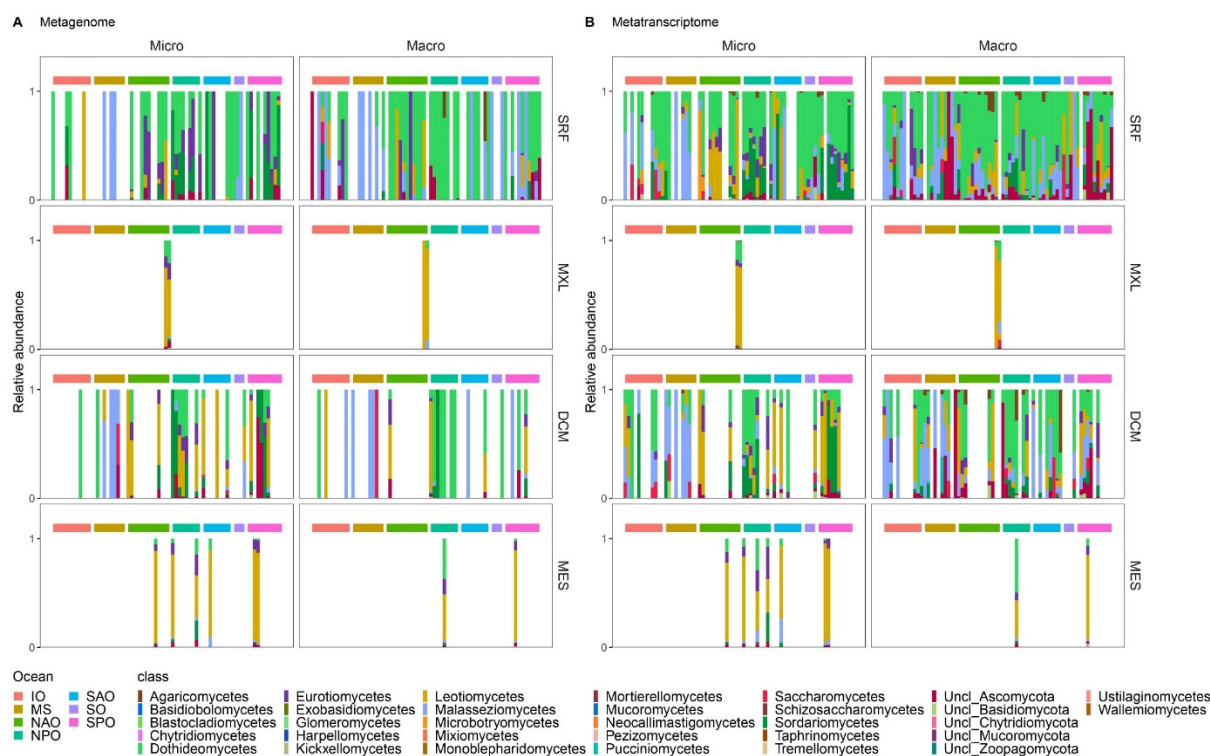 A Metagenome
B Metatranscriptome
Micro
Macro
Micro
Macro
1
0
SRF
1
0
SRF
1
0
MXL
1
0
MXL
Relative abundance
Relative abundance
1
0
DCM
1
0
DCM
1
0
MES
1
0
MES
Ocean
IO
MS
NAO
NPO
SAO
SO
SPO
class
Agaricomycetes
Basidiobolomycetes
Blastocladiomycetes
Chytridiomycetes
Dothideomycetes
Eurotiomycetes
Exobasidiomycetes
Glomeromycetes
Harpellomycetes
Kickxellomycetes
Leotiomycetes
Malasseziomycetes
Microbotryomycetes
Mixiomycetes
Monoblepharidomycetes
Mortierellomycetes
Mucoromycetes
Neocallimastigomycetes
Pezizomycetes
Pucciniomycetes
Saccharomycetes
Schizosaccharomycetes
Sordariomycetes
Taphrinomycetes
Tremellomycetes
Uncl_Ascomycota
Uncl_Basidiomycota
Uncl_Chytridiomycota
Uncl_Mucoromycota
Uncl_Zoopagomycota
Ustilaginomycetes
Wallemiomycetes